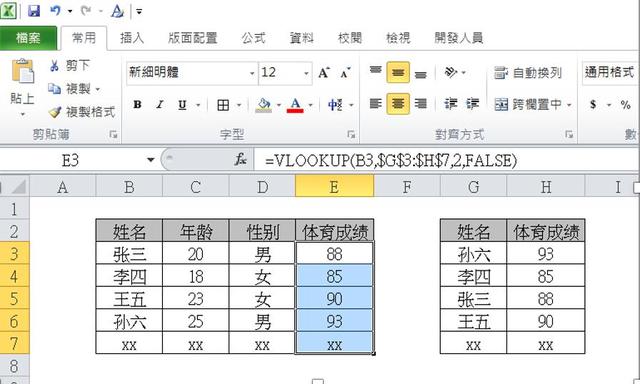 檔案 常用 插入 版面配置 公式 資料 校閱 檢視 開發人員
貼上 剪下 複製 複製格式
新細明體 12 A A 自動換列 通用格式
B I U A 中 跨欄置中 $ %
剪貼簿 字型 對齊方式
E3 fx =VLOOKUP(B3,$G$3:$H$7,2,FALSE)
A B C D E F G H I
1
2 姓名 年龄 性别 体育成绩 姓名 体育成绩
3 张三 20 男 88 孙六 93
4 李四 18 女 85 李四 85
5 王五 23 女 90 张三 88
6 孙六 25 男 93 王五 90
7 xx xx xx xx xx xx
8